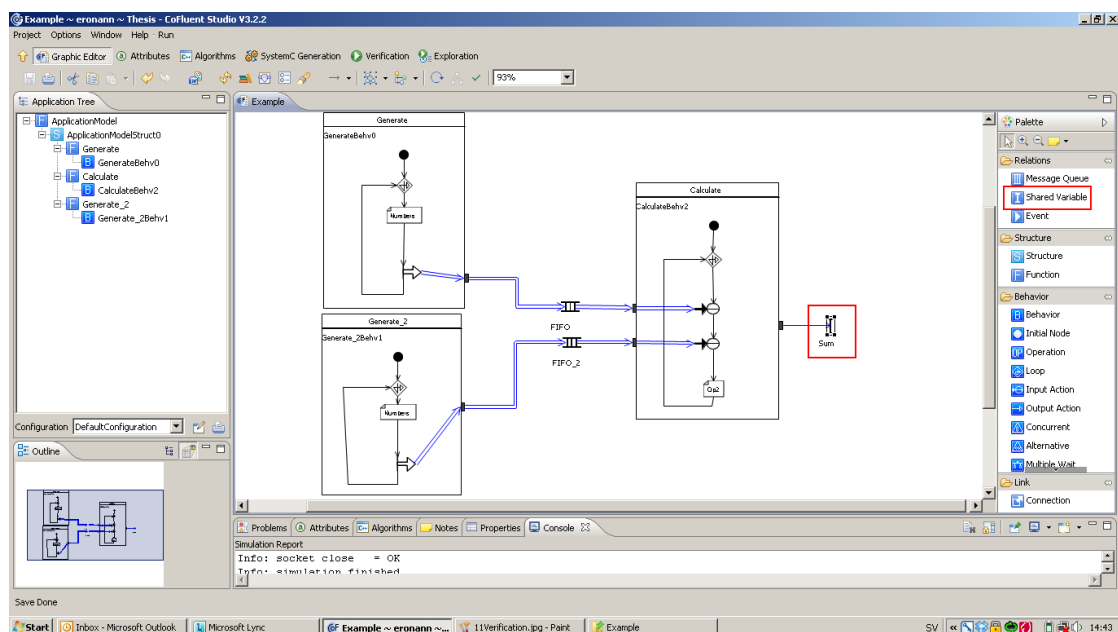 Example ~ eronann ~ Thesis - CoFluent Studio V3.2.2
Project Options Window Help Run
Graphic Editor Attributes Algorithms SystemC Generation Verification Exploration
93%
Application Tree
ApplicationModel
ApplicationModelStruct0
Generate
GenerateBehv0
Calculate
CalculateBehv2
Generate_2
Generate_2Behv1
Configuration DefaultConfiguration
Outline
Example
Generate
GenerateBehv0
Numbers
Generate_2
Generate_2Behv1
Numbers
FIFO
FIFO_2
Calculate
CalculateBehv2
Op2
Sum
Palette
Relations
Message Queue
Shared Variable
Event
Structure
Structure
Function
Behavior
Behavior
Initial Node
Operation
Loop
Input Action
Output Action
Concurrent
Alternative
Multiple Wait
Link
Connection
Problems Attributes Algorithms Notes Properties Console
Simulation Report
Info: socket close = OK
Info: simulation finished
Save Done
Start Inbox - Microsoft Outlook Microsoft Lync Example ~ eronann ~... 11Verification.jpg - Paint Example SV 14:43